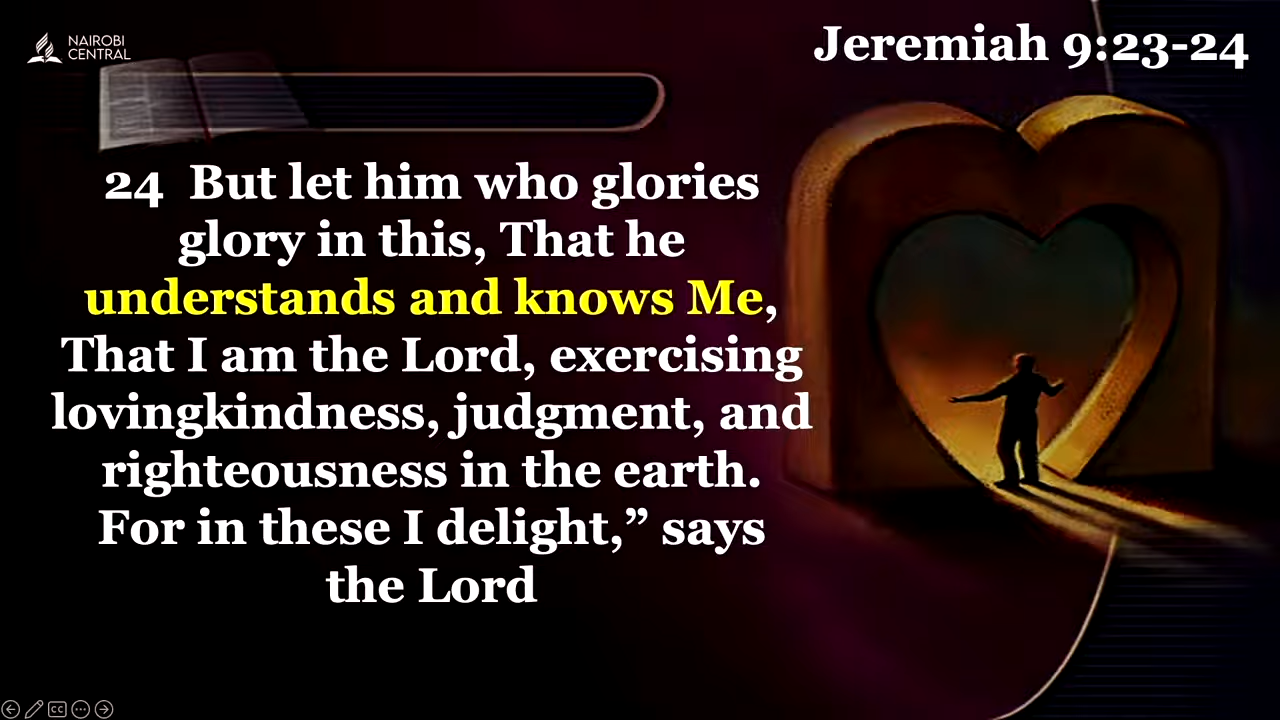 NAIROBI
CENTRAL
Jeremiah 9:23-24
24  But let him who glories
glory in this, That he
understands and knows Me,
That I am the Lord, exercising
lovingkindness, judgment, and
righteousness in the earth.
For in these I delight,” says
the Lord
CC